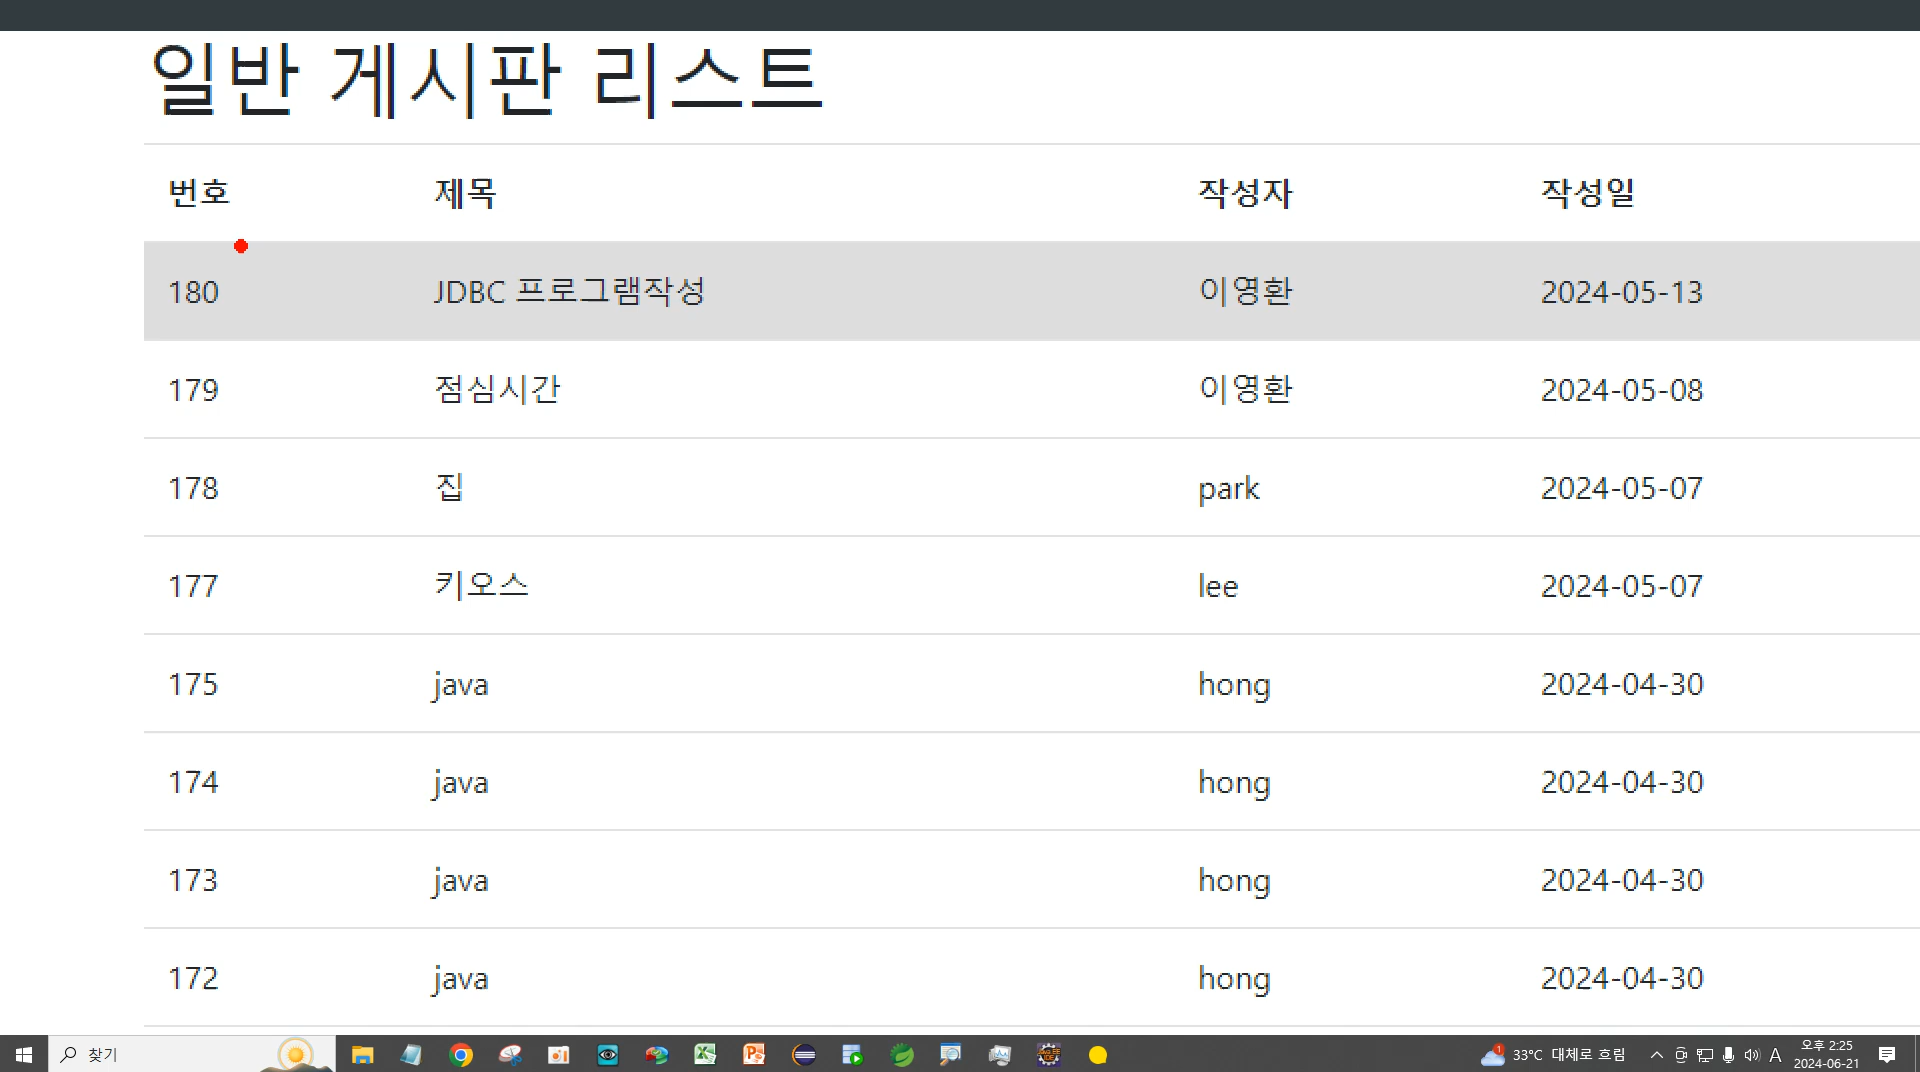 일반 게시판 리스트
번호 제목 작성자 작성일
180 JDBC 프로그램작성 이영환 2024-05-13
179 점심시간 이영환 2024-05-08
178 집 park 2024-05-07
177 키오스 lee 2024-05-07
175 java hong 2024-04-30
174 java hong 2024-04-30
173 java hong 2024-04-30
172 java hong 2024-04-30
찾기
33°C 대체로 흐림
A
오후 2:25
2024-06-21